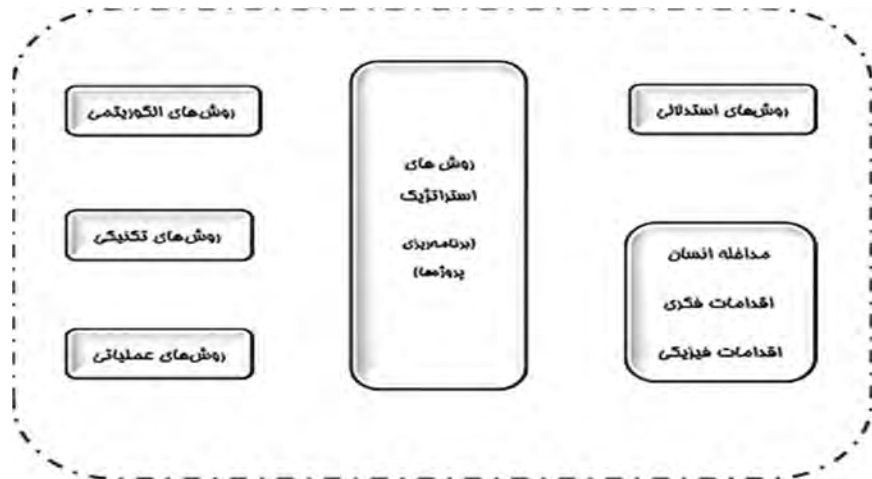 روش‌های استدلالی
مداخله انسان
اقدامات فکری
اقدامات فیزیکی
روش های
استراتژیک
(برنامه‌ریزی
پروژه‌ها)
روش‌های الگوریتمی
روش‌های تکنیکی
روش‌های عملیاتی